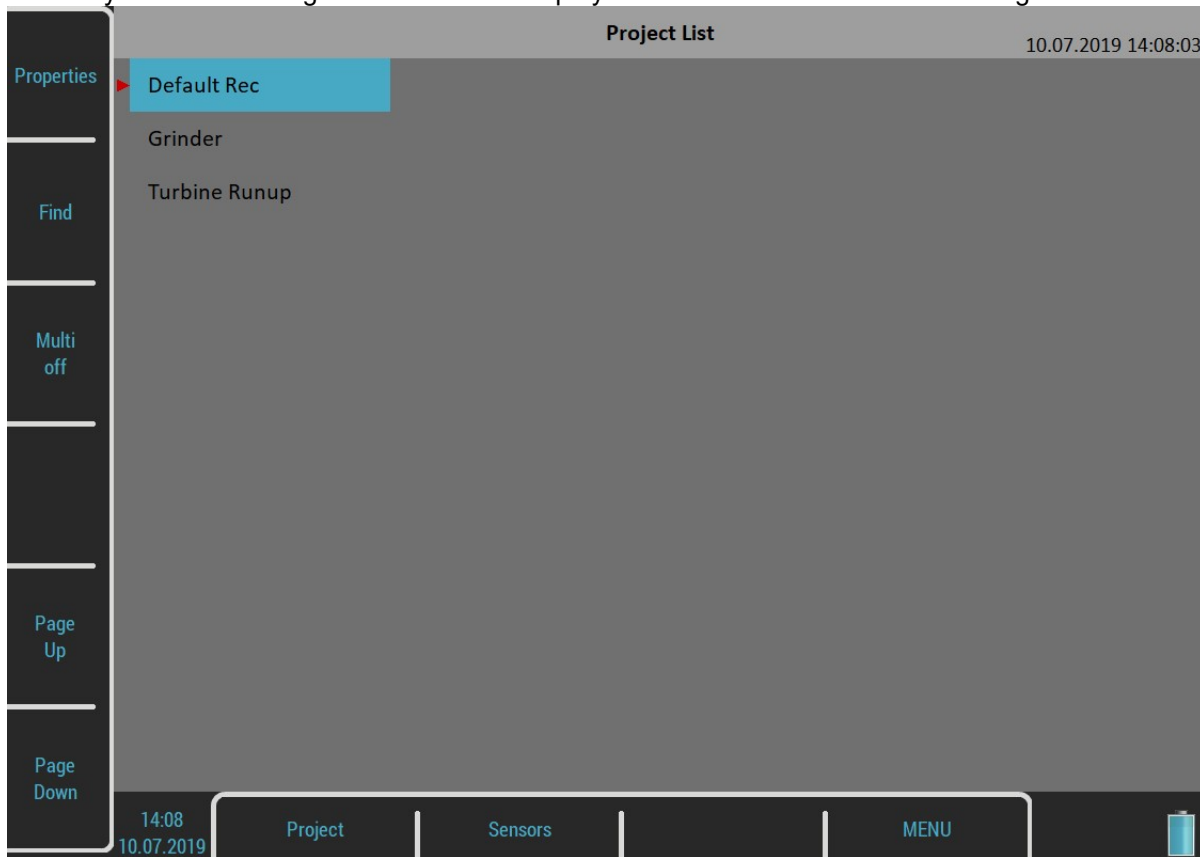 Project List
10.07.2019 14:08:03
Properties
Find
Multi
off
Page
Up
Page
Down
Default Rec
Grinder
Turbine Runup
14:08
10.07.2019
Project
Sensors
MENU